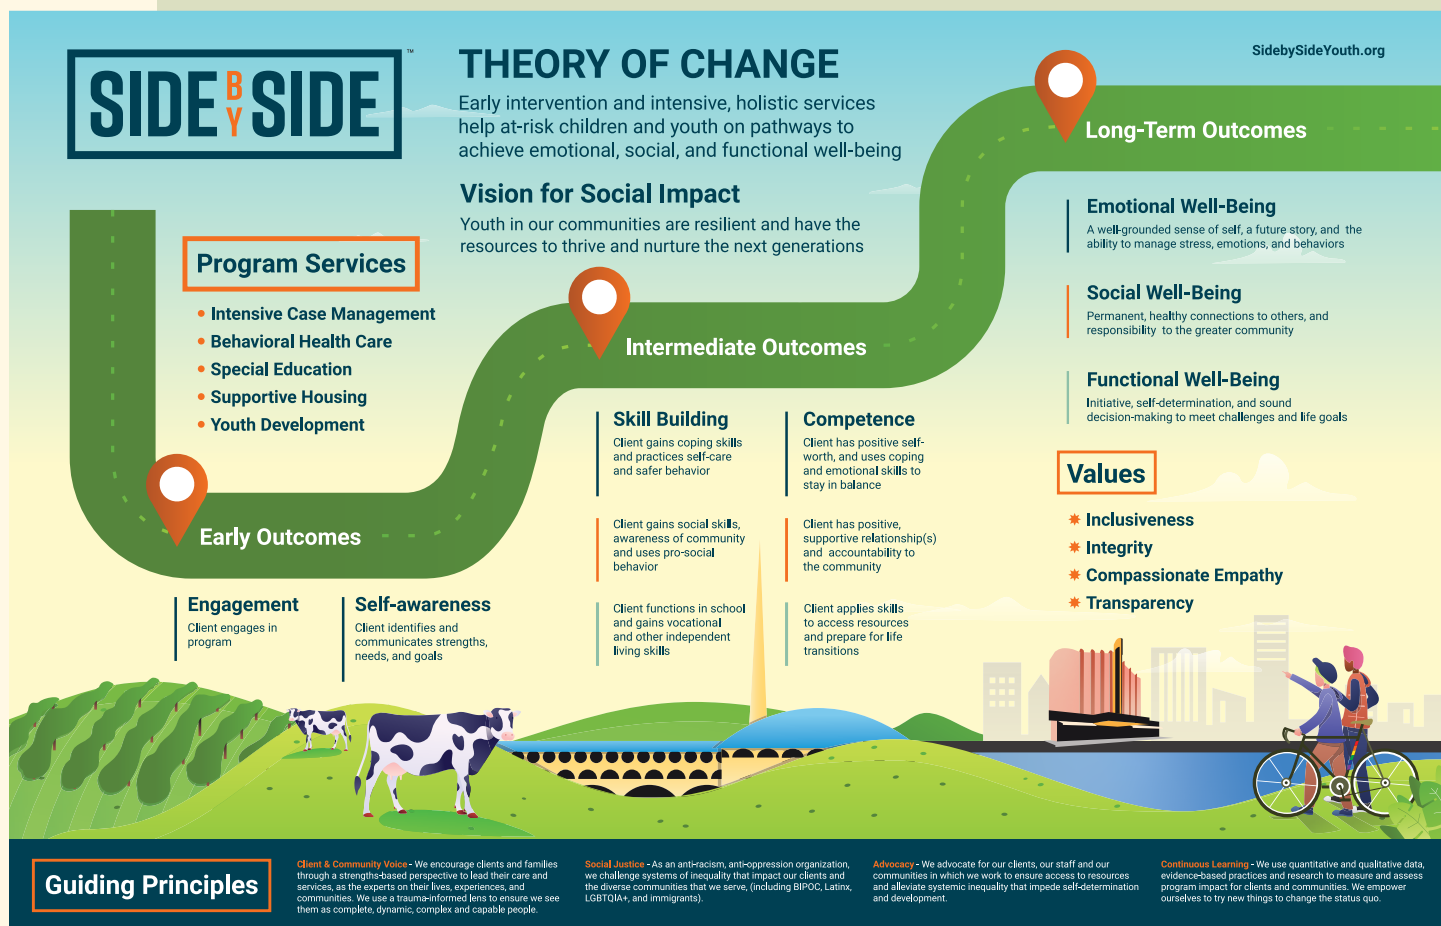 SIDE BY SIDE ™
THEORY OF CHANGE
Early intervention and intensive, holistic services
help at-risk children and youth on pathways to
achieve emotional, social, and functional well-being
Vision for Social Impact
Youth in our communities are resilient and have the
resources to thrive and nurture the next generations
SidebySideYouth.org
Program Services
• Intensive Case Management
• Behavioral Health Care
• Special Education
• Supportive Housing
• Youth Development
Early Outcomes
Engagement
Client engages in
program
Self-awareness
Client identifies and
communicates strengths,
needs, and goals
Intermediate Outcomes
Skill Building
Client gains coping skills
and practices self-care
and safer behavior
Client gains social skills,
awareness of community
and uses pro-social
behavior
Client functions in school
and gains vocational
and other independent
living skills
Competence
Client has positive self-
worth, and uses coping
and emotional skills to
stay in balance
Client has positive,
supportive relationship(s)
and accountability to
the community
Client applies skills
to access resources
and prepare for life
transitions
Long-Term Outcomes
Emotional Well-Being
A well-grounded sense of self, a future story, and the
ability to manage stress, emotions, and behaviors
Social Well-Being
Permanent, healthy connections to others, and
responsibility to the greater community
Functional Well-Being
Initiative, self-determination, and sound
decision-making to meet challenges and life goals
Values
Inclusiveness
Integrity
Compassionate Empathy
Transparency
Guiding Principles
Client & Community Voice - We encourage clients and families
through a strengths-based perspective to lead their care and
services, as the experts on their lives, experiences, and
communities. We use a trauma-informed lens to ensure we see
them as complete, dynamic, complex and capable people.
Social Justice - As an anti-racism, anti-oppression organization,
we challenge systems of inequality that impact our clients and
the diverse communities that we serve, (including BIPOC, Latinx,
LGBTQIA+, and immigrants).
Advocacy - We advocate for our clients, our staff and our
communities in which we work to ensure access to resources
and alleviate systemic inequality that impede self-determination
and development.
Continuous Learning - We use quantitative and qualitative data,
evidence-based practices and research to measure and assess
program impact for clients and communities. We empower
ourselves to try new things to change the status quo.